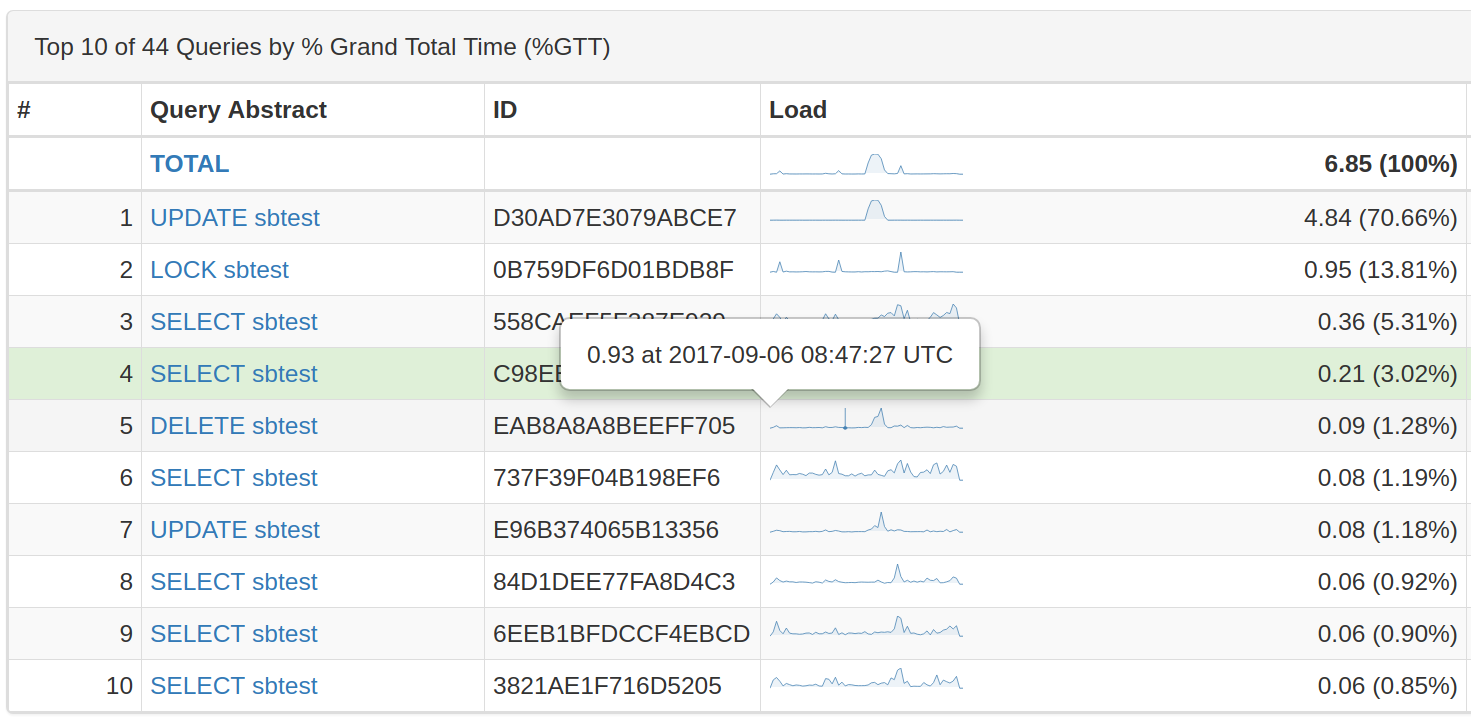 Top 10 of 44 Queries by % Grand Total Time (%GTT)
# Query Abstract ID Load
TOTAL 6.85 (100%)
1 UPDATE sbtest D30AD7E3079ABCE7 4.84 (70.66%)
2 LOCK sbtest 0B759DF6D01BDB8F 0.95 (13.81%)
3 SELECT sbtest 0.36 (5.31%)
0.93 at 2017-09-06 08:47:27 UTC
4 SELECT sbtest 0.21 (3.02%)
5 DELETE sbtest EAB8A8A8BEEFF705 0.09 (1.28%)
6 SELECT sbtest 737F39F04B198EF6 0.08 (1.19%)
7 UPDATE sbtest E96B374065B13356 0.08 (1.18%)
8 SELECT sbtest 84D1DEE77FA8D4C3 0.06 (0.92%)
9 SELECT sbtest 6EEB1BFDCCF4EBCD 0.06 (0.90%)
10 SELECT sbtest 3821AE1F716D5205 0.06 (0.85%)